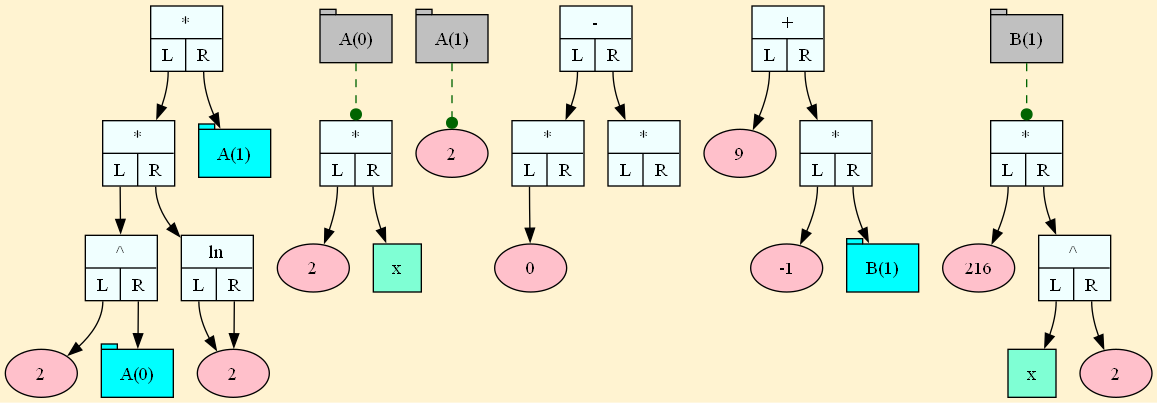 * A(0) A(1) - + B(1)
L R L R L R
* A(1) * 2 * * 9 * *
L R L R L R L R L R L R
^ ln 2 x 0 -1 B(1) 216 ^
L R L R L R
2 A(0) 2 x 2